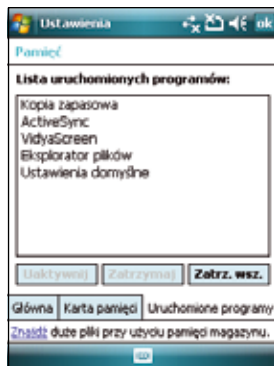 Ustawienia ok
Pamięć
Lista uruchomionych programów:
Kopia zapasowa
ActiveSync
VidyaScreen
Eksplorator plików
Ustawienia domyślne
Uaktywnij Zatrzymaj Zatrz. wsz.
Główna Karta pamięci Uruchomione programy
Znajdź duże pliki przy użyciu pamięci magazynu.